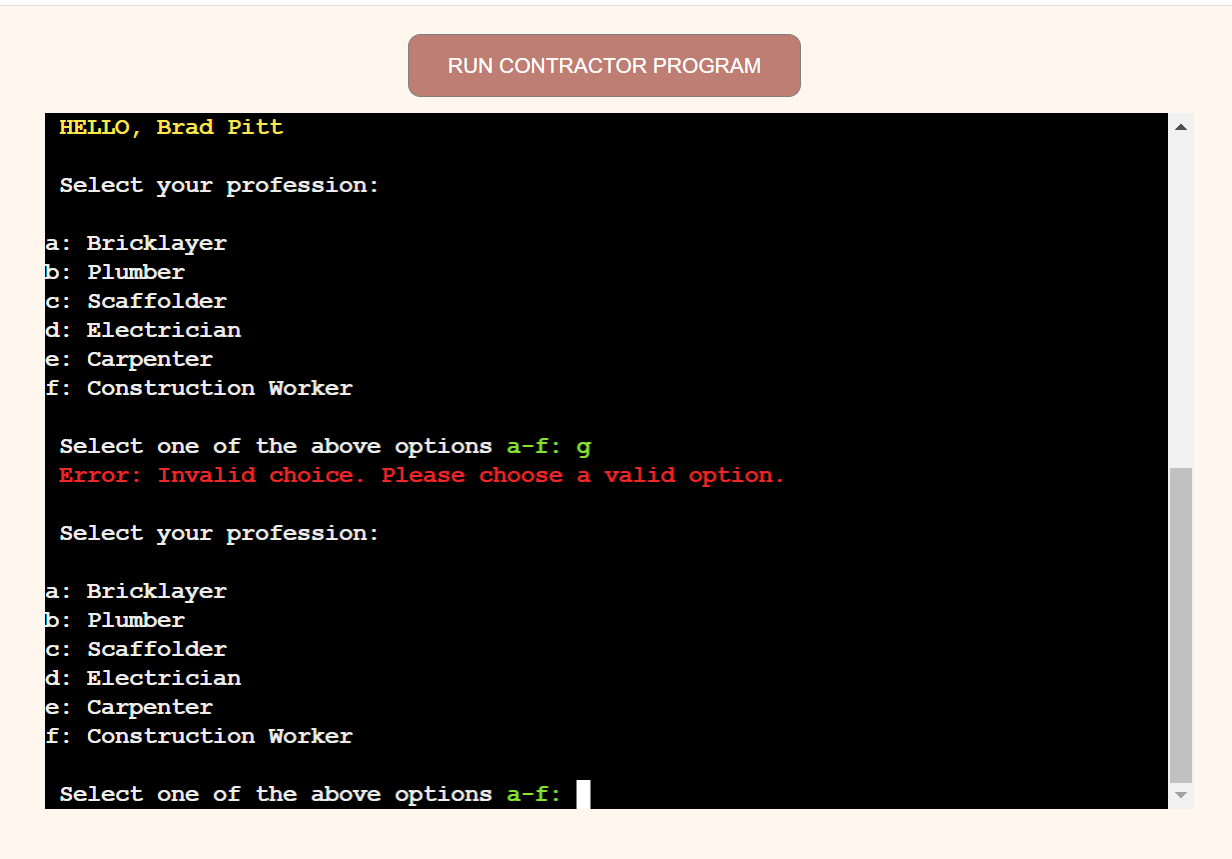 RUN CONTRACTOR PROGRAM
HELLO, Brad Pitt
Select your profession:
a: Bricklayer
b: Plumber
c: Scaffolder
d: Electrician
e: Carpenter
f: Construction Worker
Select one of the above options a-f: g
Error: Invalid choice. Please choose a valid option.
Select your profession:
a: Bricklayer
b: Plumber
c: Scaffolder
d: Electrician
e: Carpenter
f: Construction Worker
Select one of the above options a-f: